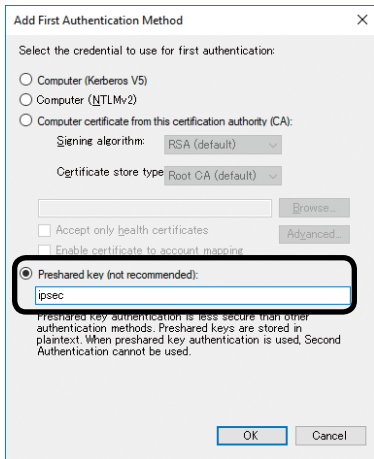 Add First Authentication Method
Select the credential to use for first authentication:
Computer (Kerberos V5)
Computer (NTLMv2)
Computer certificate from this certification authority (CA):
Signing algorithm: RSA (default)
Certificate store type Root CA (default)
Browse...
Accept only health certificates
Advanced...
Enable certificate to account mapping
Preshared key (not recommended):
ipsec
Preshared key authentication is less secure than other
authentication methods. Preshared keys are stored in
plaintext. When preshared key authentication is used, Second
Authentication cannot be used.
OK Cancel